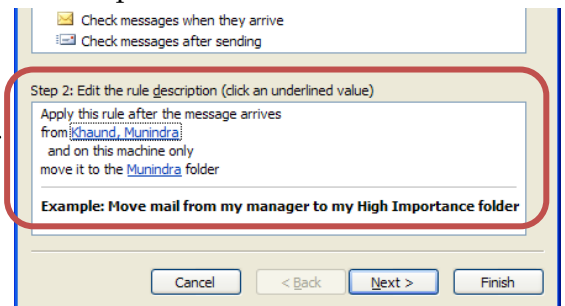 Check messages when they arrive
Check messages after sending
Step 2: Edit the rule description (click an underlined value)
Apply this rule after the message arrives
from Khaund, Munindra
and on this machine only
move it to the Munindra folder
Example: Move mail from my manager to my High Importance folder
Cancel < Back Next > Finish